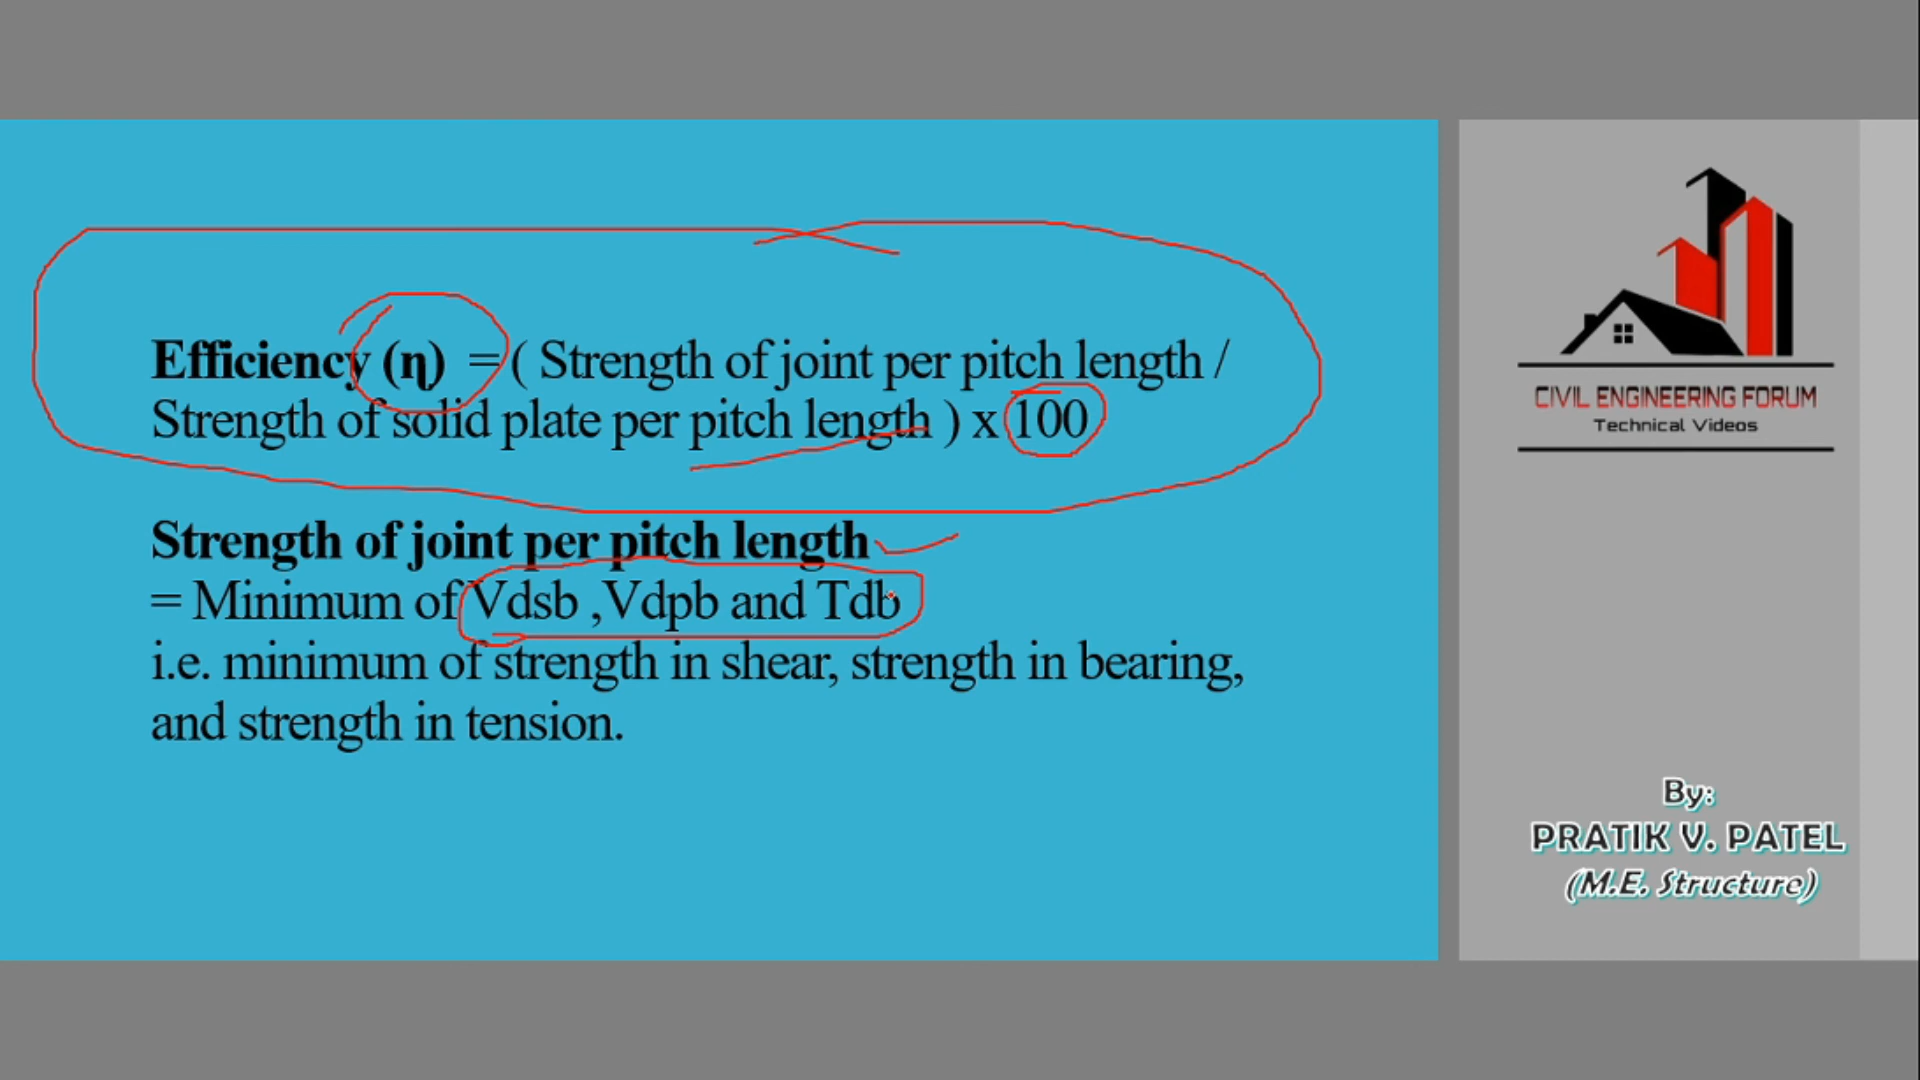 Efficiency (η) = ( Strength of joint per pitch length /
Strength of solid plate per pitch length ) x 100
Strength of joint per pitch length
= Minimum of Vdsb ,Vdpb and Tdb
i.e. minimum of strength in shear, strength in bearing,
and strength in tension.
CIVIL ENGINEERING FORUM
Technical Videos
By:
PRATIK V. PATEL
(M.E. Structure)